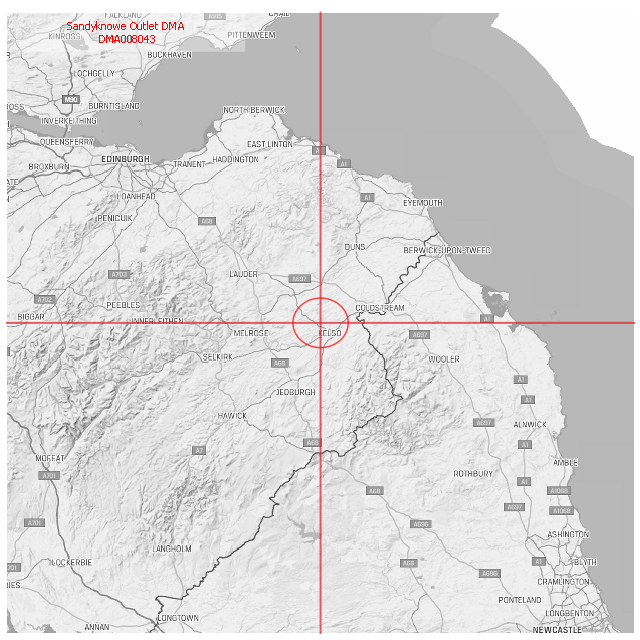 FALKLAND
CRAIL
A915
Sandyknowe Outlet DMA
KINROSS
DMA008043
PITTENWEEM
BUCKHAVEN
LOCHGELLY
M90
BURNTISLAND
NORTH BERWICK
INVERKEITHING
QUEENSFERRY
EAST LINTON
A1
EDINBURGH
HADDINGTON
A1
BROXBURN
TRANENT
LOANHEAD
A1
EYEMOUTH
PENICUIK
A68
DUNS
BERWICK-UPON-TWEED
LAUDER
A697
A703
A702
PEEBLES
COLDSTREAM
BIGGAR
INNERLEITHEN
A1
MELROSE
KELSO
A697
SELKIRK
A68
WOOLER
JEDBURGH
A1
A1
HAWICK
A697
ALNWICK
A68
A1
A7
MOFFAT
AMBLE
A701
ROTHBURY
A1
A68
A1068
A697
A1068
A701
A696
ASHINGTON
LANGHOLM
LOCKERBIE
A68
A1
BLYTH
A696
CRAMLINGTON
PONTELAND
LONGBENTON
LONGTOWN
ANNAN
NEWCASTLE